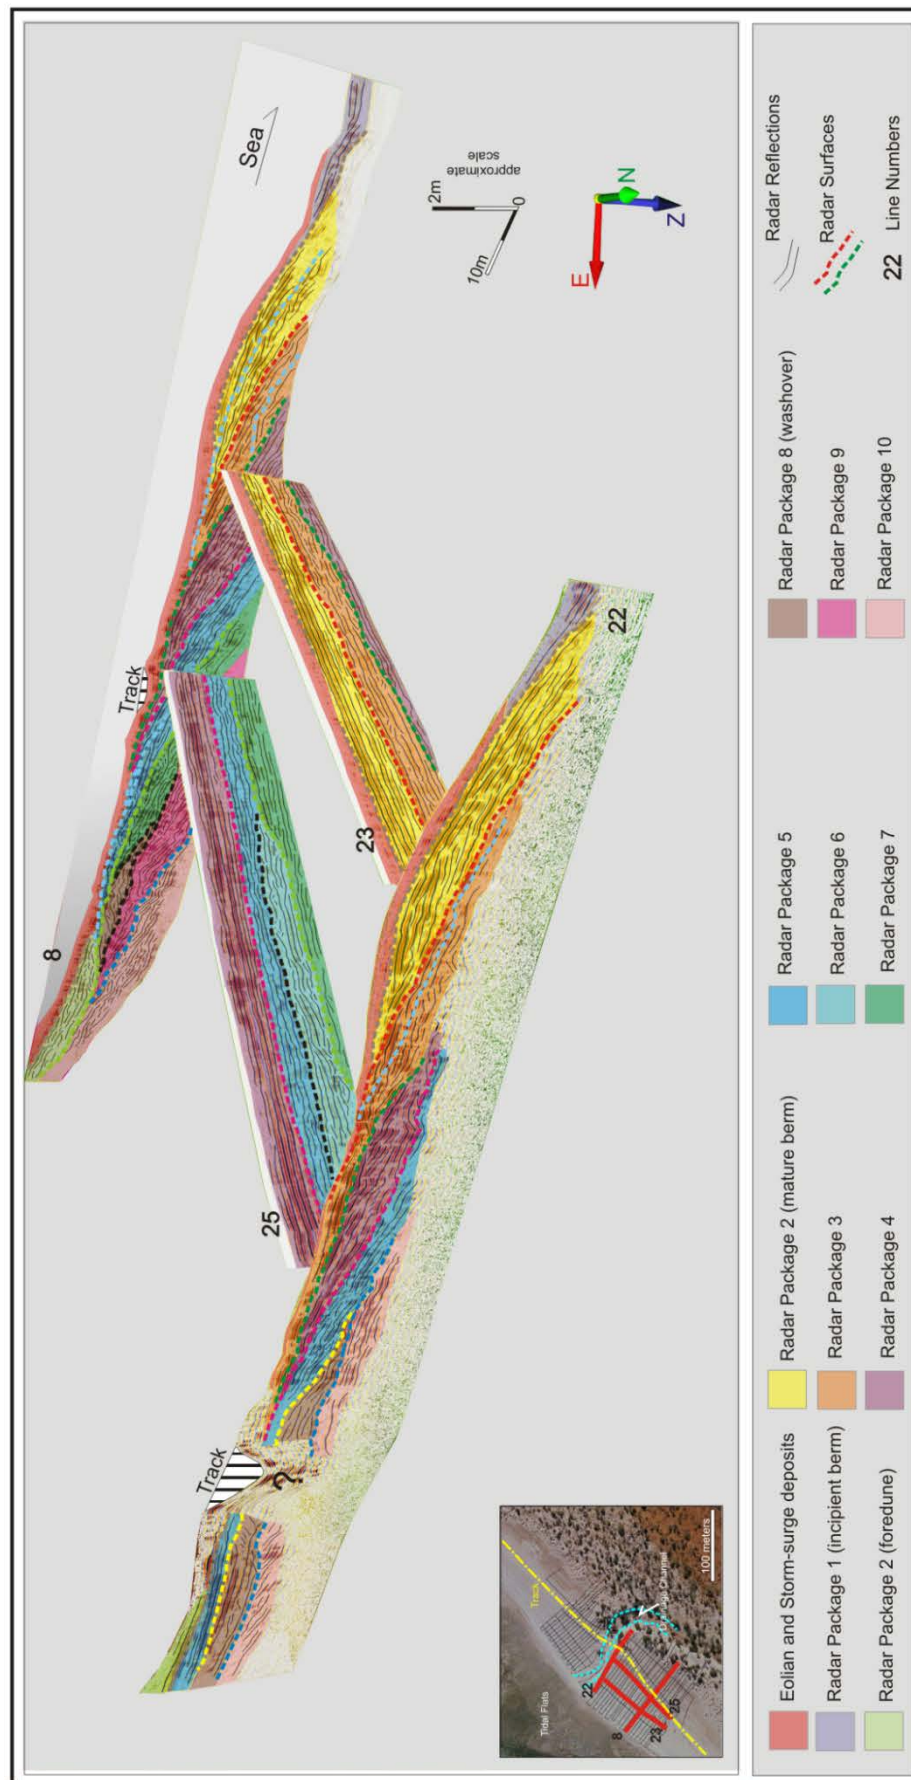 Sea
2m
0
10m
approximate
scale
E
N
Z
8
Track
23
25
22
Track
?
Tidal Flats
Track
Channel
22
8
23
25
100 meters
Eolian and Storm-surge deposits
Radar Package 1 (incipient berm)
Radar Package 2 (foredune)
Radar Package 2 (mature berm)
Radar Package 3
Radar Package 4
Radar Package 5
Radar Package 6
Radar Package 7
Radar Package 8 (washover)
Radar Package 9
Radar Package 10
Radar Reflections
Radar Surfaces
22 Line Numbers